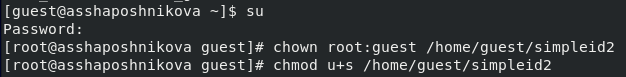 [guest@asshaposhnikova ~]$ su
Password:
[root@asshaposhnikova guest]# chown root:guest /home/guest/simpleid2
[root@asshaposhnikova guest]# chmod u+s /home/guest/simpleid2